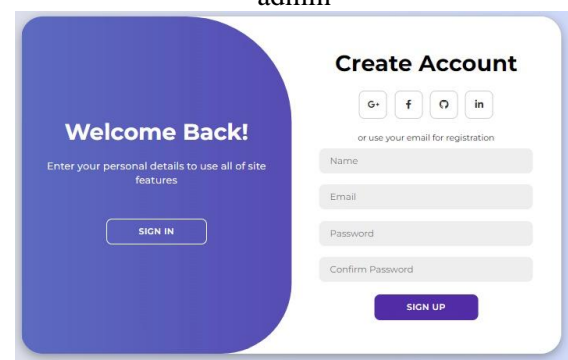 admin
Welcome Back!
Enter your personal details to use all of site
features
SIGN IN
Create Account
G+ f in
or use your email for registration
Name
Email
Password
Confirm Password
SIGN UP